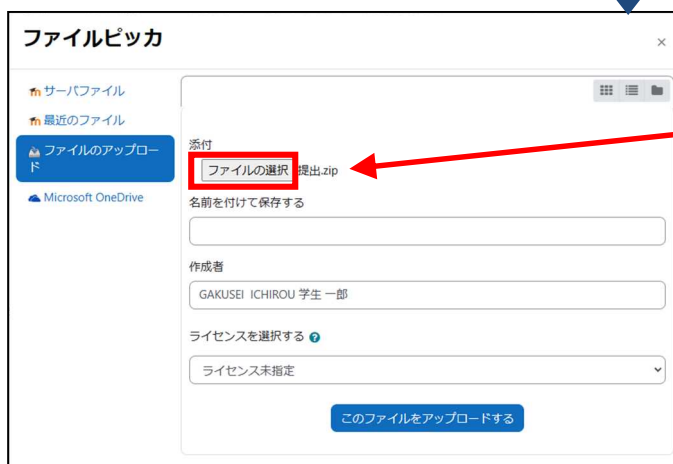 ファイルピッカ
×
サーバファイル
最近のファイル
ファイルのアップロー
ド
Microsoft OneDrive
添付
ファイルの選択 提出.zip
名前を付けて保存する
作成者
GAKUSEI ICHIROU 学生 一郎
ライセンスを選択する ?
ライセンス未指定
このファイルをアップロードする